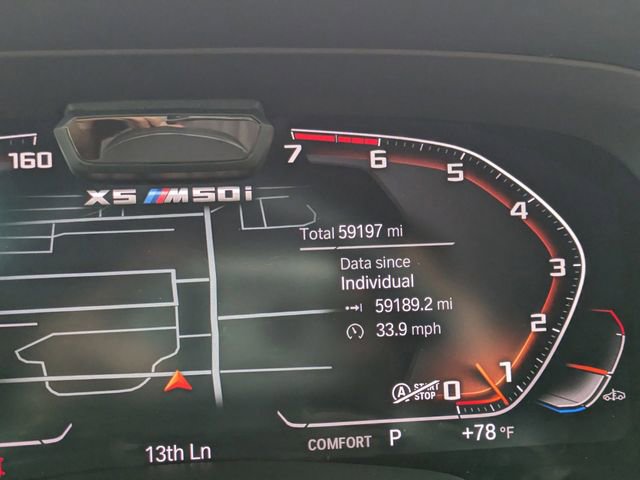 160
X5 M50i
7
6
5
4
3
2
1
0
Total 59197 mi
Data since
Individual
59189.2 mi
33.9 mph
A START
STOP
13th Ln
COMFORT P +78 °F